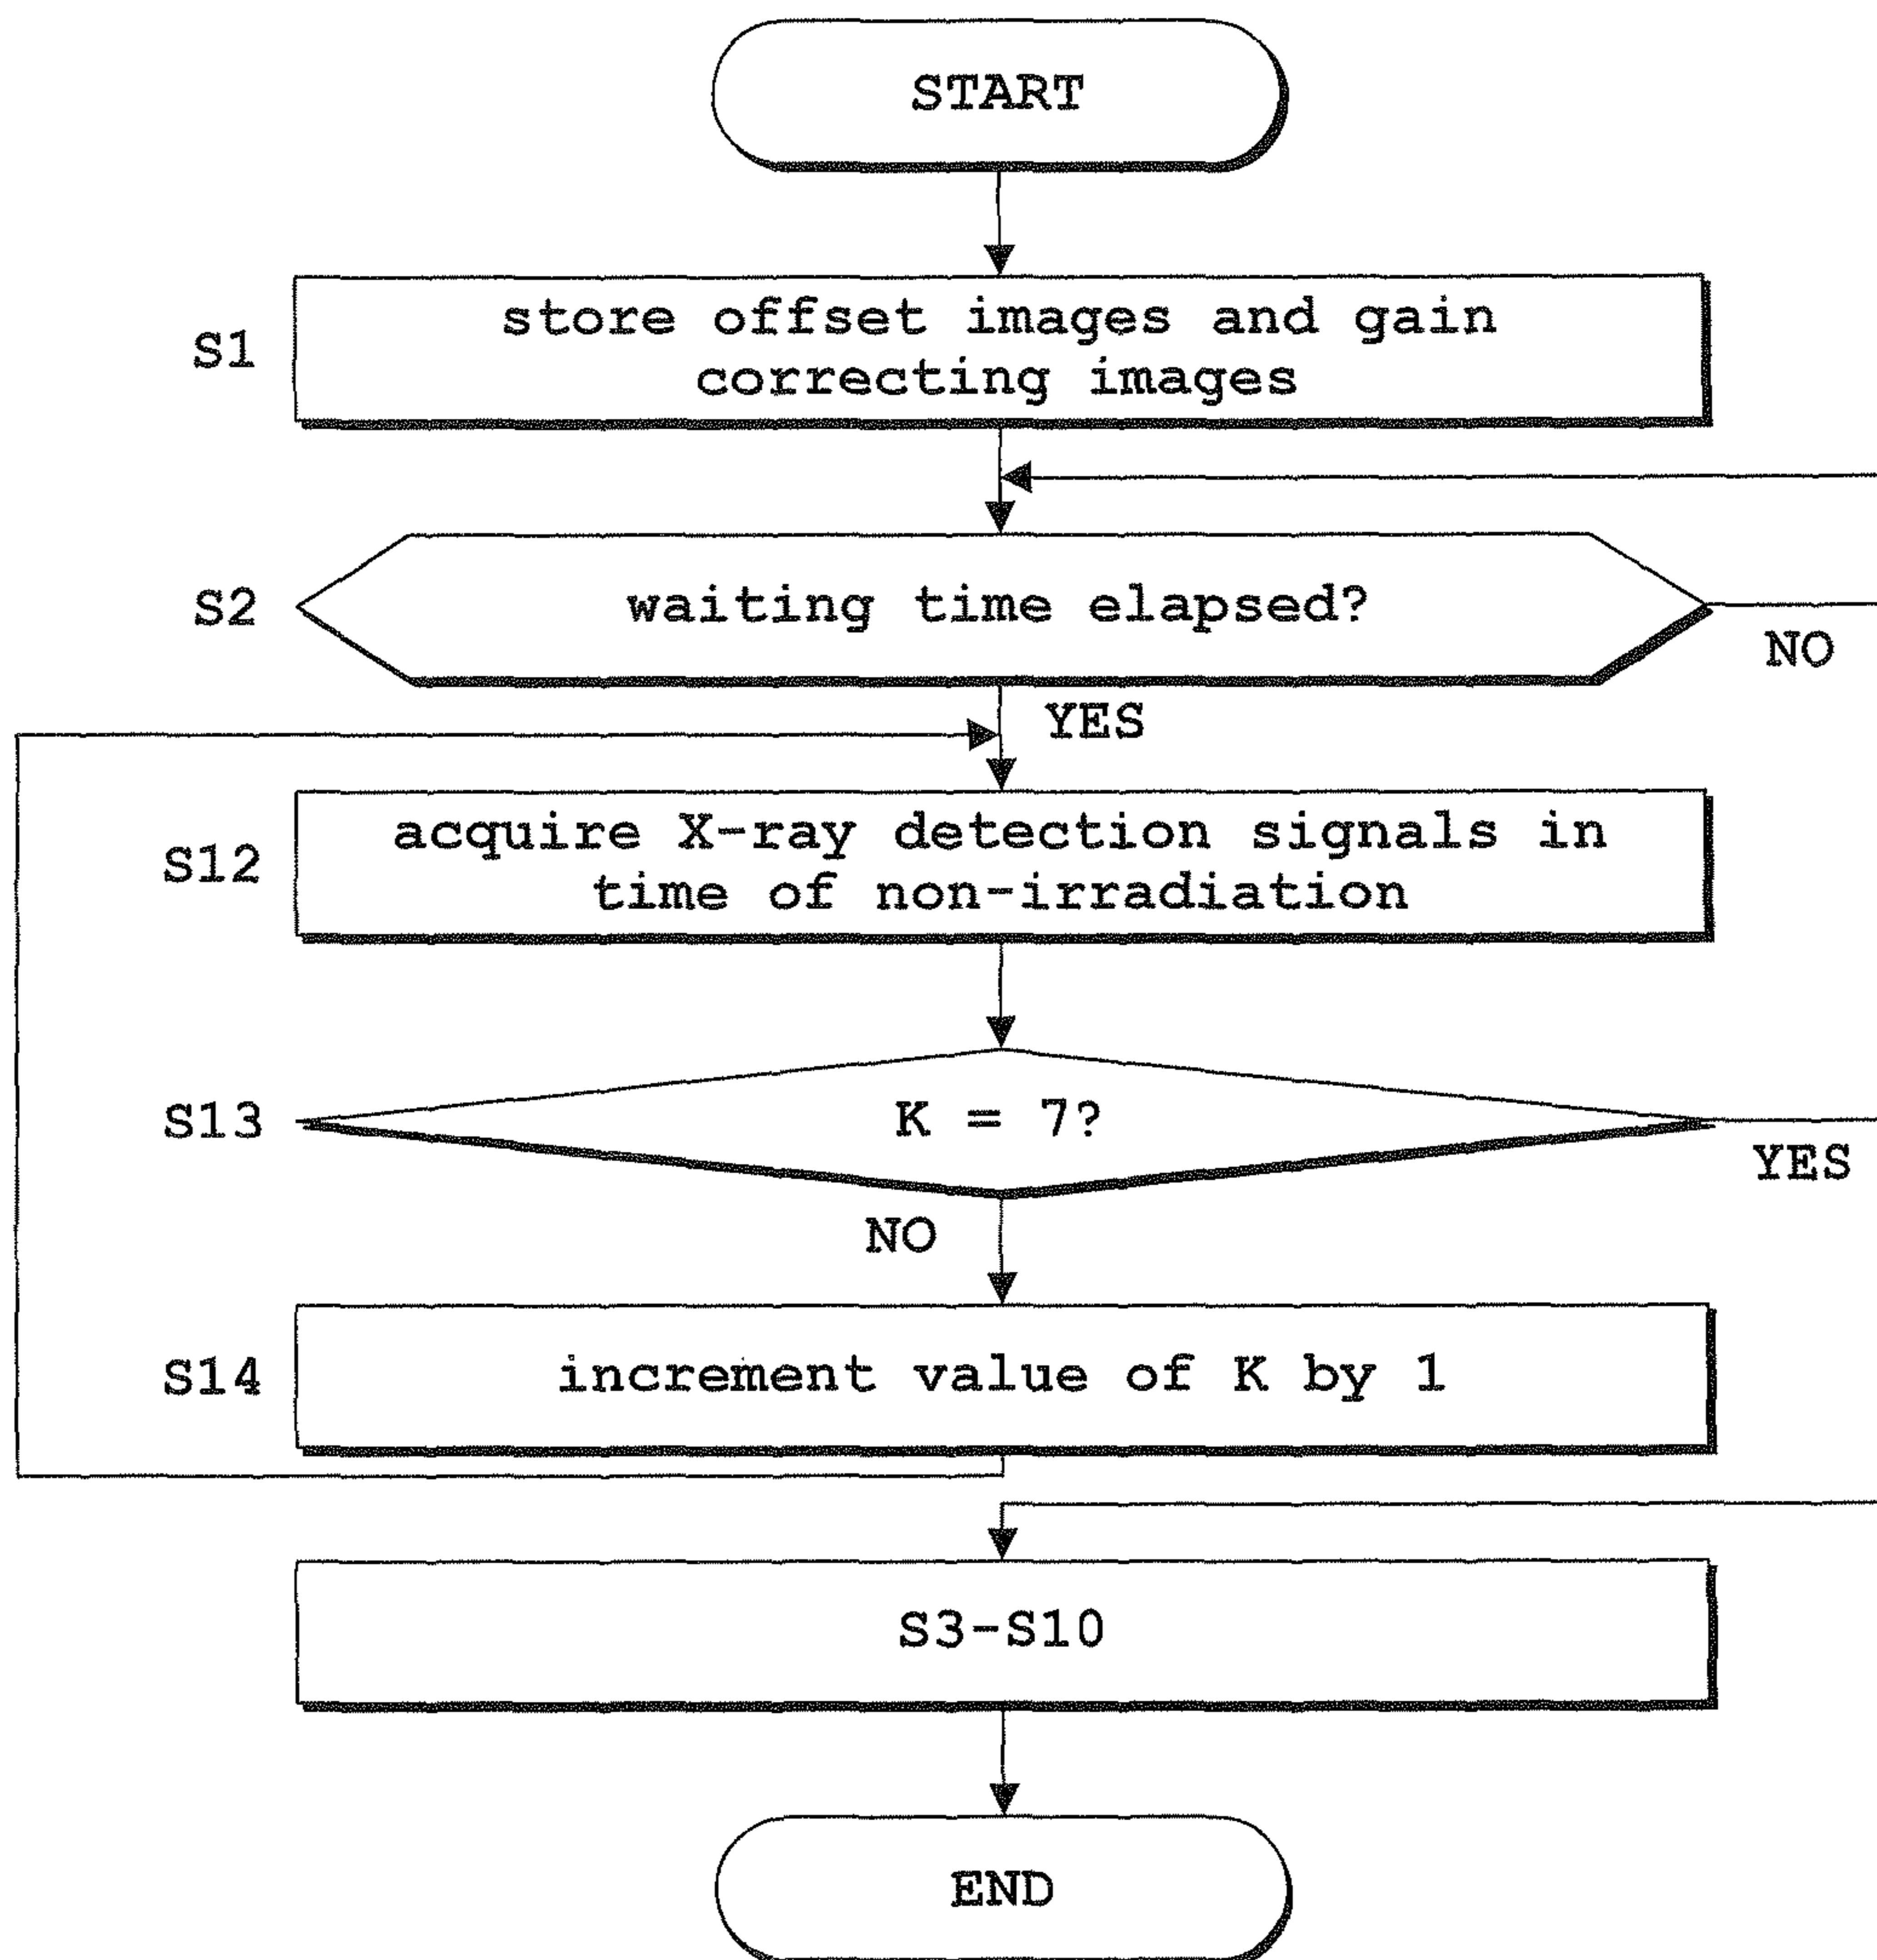 START
S1
store offset images and gain
correcting images
S2
waiting time elapsed?
NO
YES
S12
acquire X-ray detection signals in
time of non-irradiation
S13
K = 7?
YES
NO
S14
increment value of K by 1
S3-S10
END